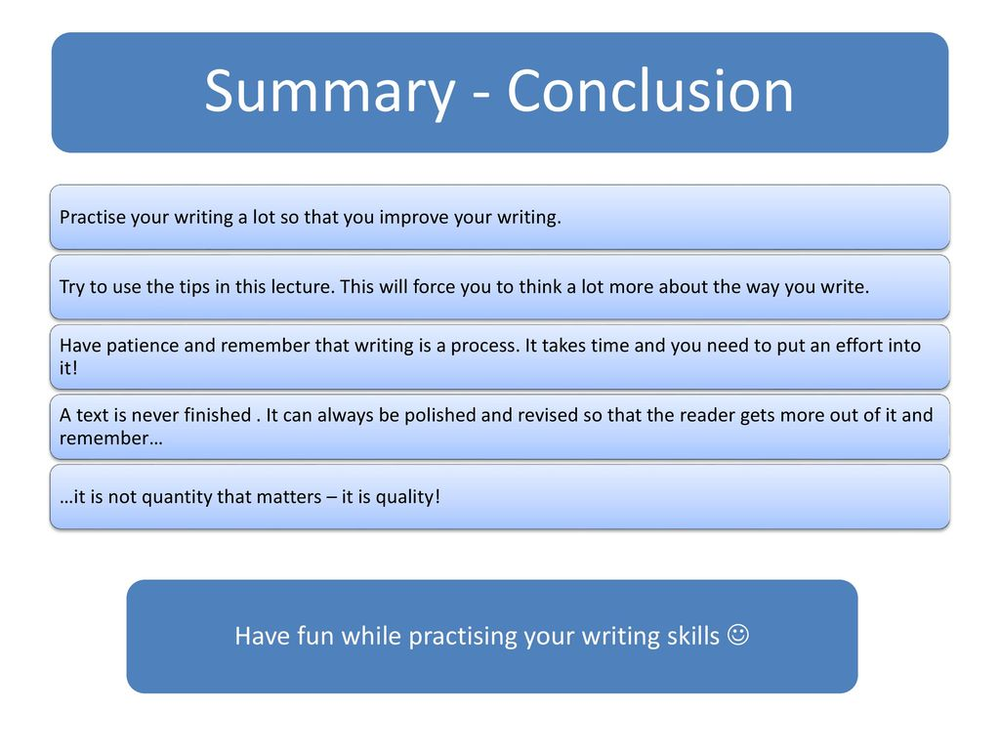 Summary - Conclusion
Practise your writing a lot so that you improve your writing.
Try to use the tips in this lecture. This will force you to think a lot more about the way you write.
Have patience and remember that writing is a process. It takes time and you need to put an effort into
it!
A text is never finished . It can always be polished and revised so that the reader gets more out of it and
remember…
…it is not quantity that matters – it is quality!
Have fun while practising your writing skills ☺